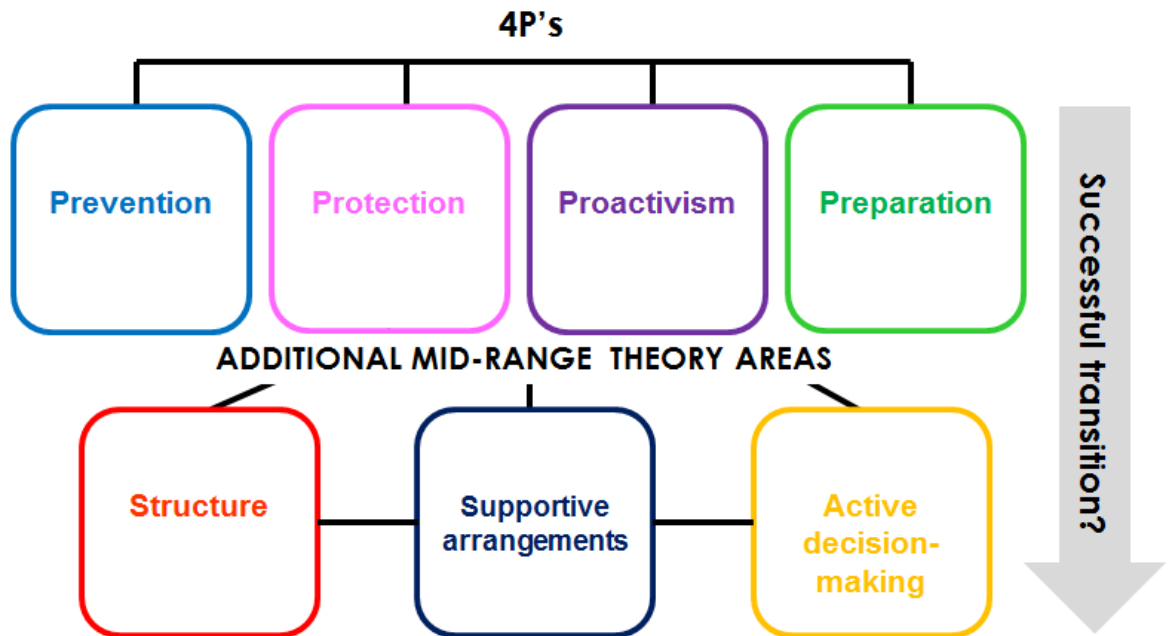 4P's
Prevention
Protection
Proactivism
Preparation
ADDITIONAL MID-RANGE THEORY AREAS
Structure
Supportive
arrangements
Active
decision-
making
Successful transition?